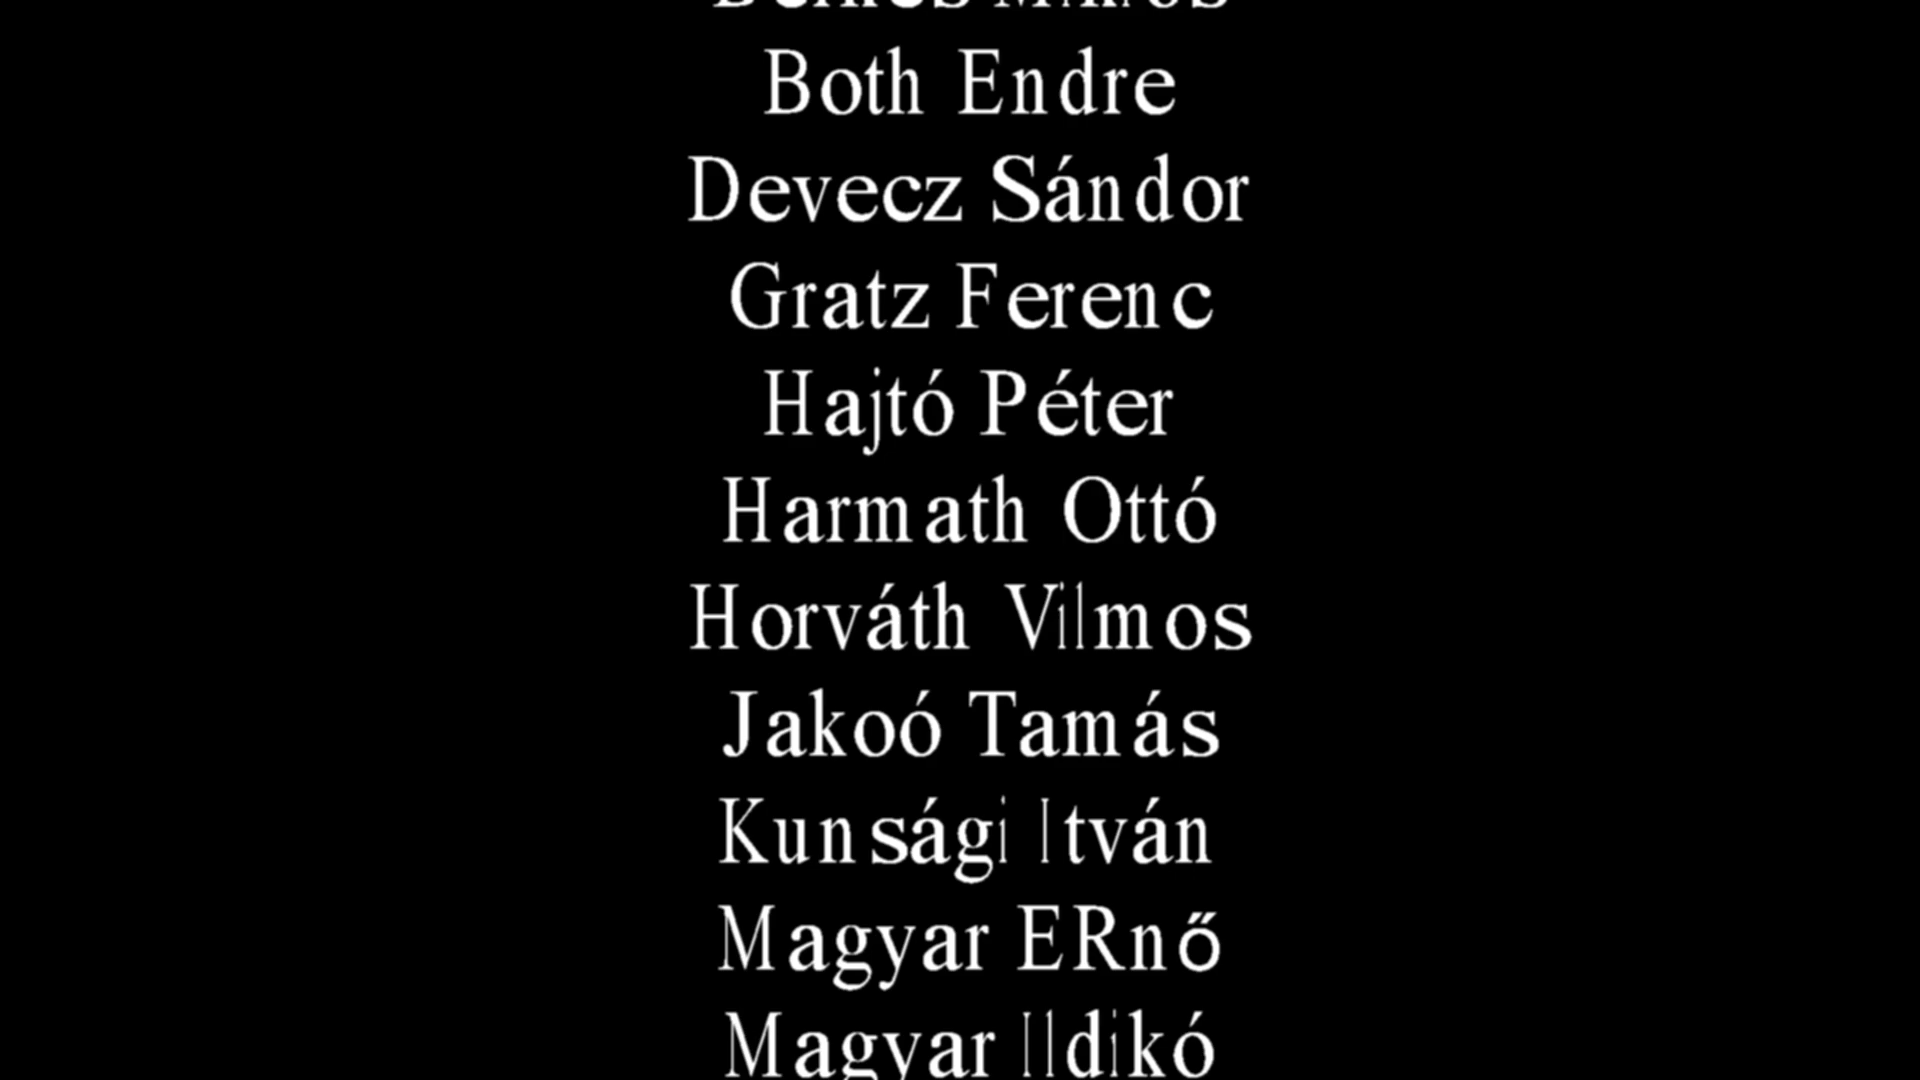 Both Endre
Devecz Sándor
Gratz Ferenc
Hajtó Péter
Harmath Ottó
Horváth Vilmos
Jakoó Tamás
Kunsági Itván
Magyar ERnő
Magyar Ildikó